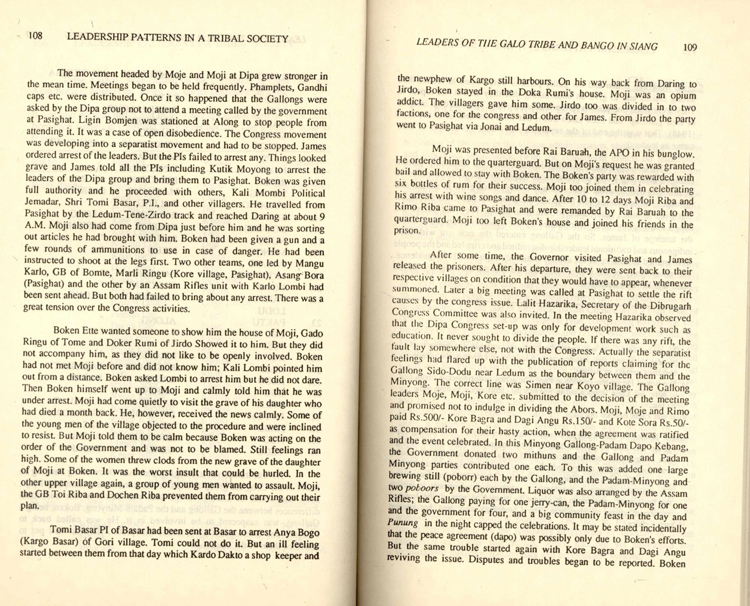 108 LEADERSHIP PATTERNS IN A TRIBAL SOCIETY
The movement headed by Moje and Moji at Dipa grew stronger in
the mean time. Meetings began to be held frequently. Phamplets, Gandhi
caps etc. were distributed. Once it so happened that the Gallongs were
asked by the Dipa group not to attend a meeting called by the government
at Pasighat. Ligin Bomjen was stationed at Along to stop people from
attending it. It was a case of open disobedience. The Congress movement
was developing into a separatist movement and had to be stopped. James
ordered arrest of the leaders. But the PIs failed to arrest any. Things looked
grave and James told all the PIs including Kutik Moyong to arrest the
leaders of the Dipa group and bring them to Pasighat. Boken was given
full authority and he proceeded with others, Kali Mombi Political
Jemadar, Shri Tomi Basar, P.I., and other villagers. He travelled from
Pasighat by the Ledum-Tene-Zirdo track and reached Daring at about 9
A.M. Moji also had come from Dipa just before him and he was sorting
out articles he had brought with him. Boken had been given a gun and a
few rounds of ammunitions to use in case of danger. He had been
instructed to shoot at the legs first. Two other teams, one led by Mangu
Karlo, GB of Bomte, Marli Ringu (Kore village, Pasighat), Asang Bora
(Pasighat) and the other by an Assam Rifles unit with Karlo Lombi had
been sent ahead. But both had failed to bring about any arrest. There was a
great tension over the Congress activities.
Boken Ette wanted someone to show him the house of Moji, Gado
Ringu of Tome and Doker Rumi of Jirdo Showed it to him. But they did
not accompany him, as they did not like to be openly involved. Boken
had not met Moji before and did not know him; Kali Lombi pointed him
out from a distance. Boken asked Lombi to arrest him but he did not dare.
Then Boken himself went up to Moji and calmly told him that he was
under arrest. Moji had come quietly to visit the grave of his daughter who
had died a month back. He, however, received the news calmly. Some of
the young men of the village objected to the procedure and were inclined
to resist. But Moji told them to be calm because Boken was acting on the
order of the Government and was not to be blamed. Still feelings ran
high. Some of the women threw clods from the new grave of the daughter
of Moji at Boken. It was the worst insult that could be hurled. In the
other upper village again, a group of young men wanted to assault. Moji,
the GB Toi Riba and Dochen Riba prevented them from carrying out their
plan.
Tomi Basar PI of Basar had been sent at Basar to arrest Anya Bogo
(Kargo Basar) of Gori village. Tomi could not do it. But an ill feeling
started between them from that day which Kardo Dakto a shop keeper and
LEADERS OF THE GALO TRIBE AND BANGO IN SIANG 109
the newphew of Kargo still harbours. On his way back from Daring to
Jirdo, Boken stayed in the Doka Rumi's house. Moji was an opium
addict. The villagers gave him some. Jirdo too was divided in to two
factions, one for the congress and other for James. From Jirdo the party
went to Pasighat via Jonai and Ledum.
Moji was presented before Rai Baruah, the APO in his bunglow.
He ordered him to the quarterguard. But on Moji's request he was granted
bail and allowed to stay with Boken. The Boken's party was rewarded with
six bottles of rum for their success. Moji too joined them in celebrating
his arrest with wine songs and dance. After 10 to 12 days Moji Riba and
Rimo Riba came to Pasighat and were remanded by Rai Baruah to the
quarterguard. Moji too left Boken's house and joined his friends in the
prison.
After some time, the Governor visited Pasighat and James
released the prisoners. After his departure, they were sent back to their
respective villages on condition that they would have to appear, whenever
summoned. Later a big meeting was called at Pasighat to settle the rift
causes by the congress issue. Lalit Hazarika, Secretary of the Dibrugarh
Congress Committee was also invited. In the meeting Hazarika observed
that the Dipa Congress set-up was only for development work such as
education. It never sought to divide the people. If there was any rift, the
fault lay somewhere else, not with the Congress. Actually the separatist
feelings had flared up with the publication of reports claiming for the
Gallong Sido-Dodu near Ledum as the boundary between them and the
Minyong. The correct line was Simen near Koyo village. The Gallong
leaders Moje, Moji, Kore etc. submitted to the decision of the meeting
and promised not to indulge in dividing the Abors. Moji, Moje and Rimo
paid Rs.500/- Kore Bagra and Dagi Angu Rs.150/- and Kote Sora Rs.50/-
as compensation for their hasty action, when the agreement was ratified
and the event celebrated. In this Minyong Gallong-Padam Dapo Kebang,
the Government donated two mithuns and the Gallong and Padam
Minyong parties contributed one each. To this was added one large
brewing still (poborr) each by the Gallong, and the Padam-Minyong and
two poboors by the Government. Liquor was also arranged by the Assam
Rifles; the Gallong paying for one jerry-can, the Padam-Minyong for one
and the government for four, and a big community feast in the day and
Punung in the night capped the celebrations. It may be stated incidentally
that the peace agreement (dapo) was possibly only due to Boken's efforts.
But the same trouble started again with Kore Bagra and Dagi Angu
reviving the issue. Disputes and troubles began to be reported. Boken